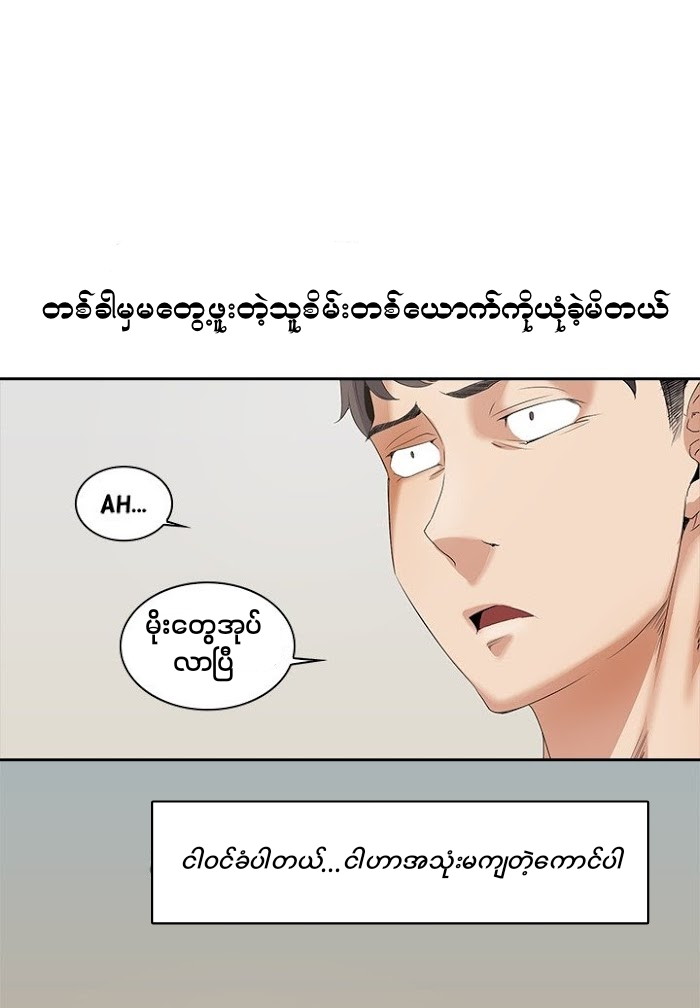 တစ်ခါမှမတွေ့ဖူးတဲ့သူစိမ်းတစ်ယောက်ကိုယုံခဲ့မိတယ်
AH...
မိုးတွေအုပ်
လာပြီ
ငါဝင်ခံပါတယ်...ငါဟာအသုံးမကျတဲ့ကောင်ပါ